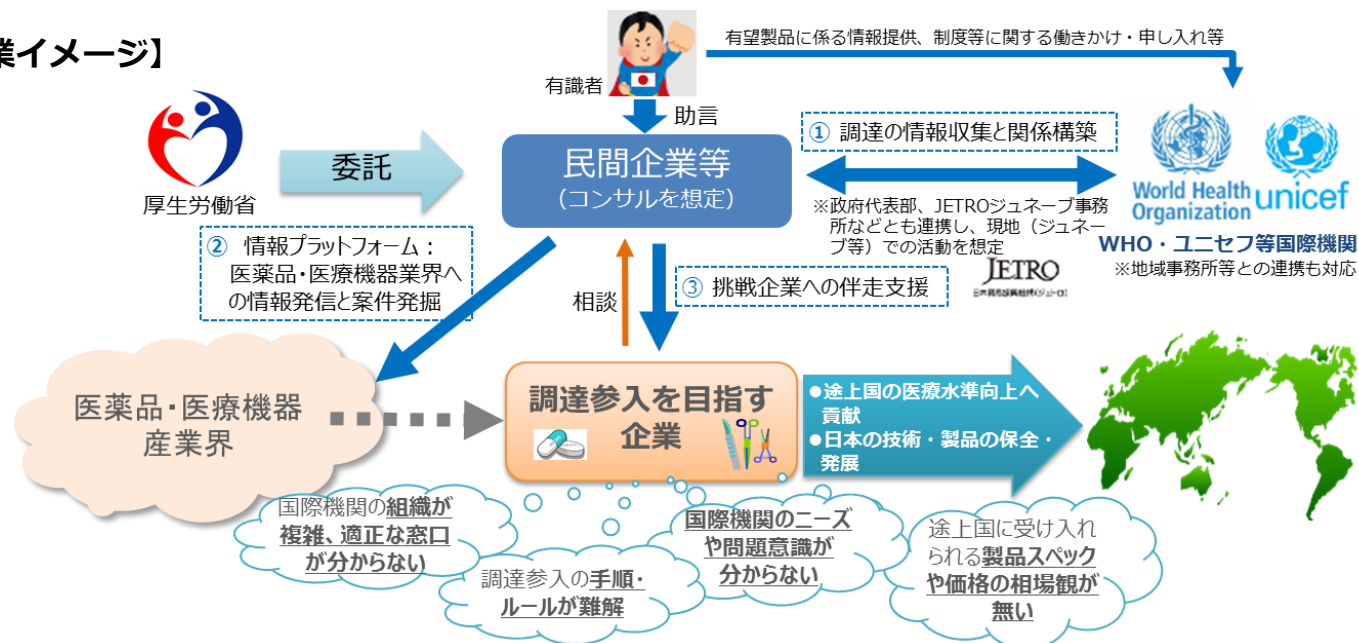 業イメージ】
有望製品に係る情報提供、制度等に関する働きかけ・申し入れ等
有識者
助言
厚生労働省
委託
民間企業等
（コンサルを想定）
① 調達の情報収集と関係構築
※政府代表部、JETROジュネーブ事務
所などとも連携し、現地（ジュネー
ブ等）での活動を想定
JETRO
日本貿易振興機構(ジェトロ)
World Health
Organization
unicef
WHO・ユニセフ等国際機関
※地域事務所等との連携も対応
② 情報プラットフォーム：
医薬品・医療機器業界へ
の情報発信と案件発掘
相談
③ 挑戦企業への伴走支援
医薬品・医療機器
産業界
調達参入を目指す
企業
●途上国の医療水準向上へ
貢献
●日本の技術・製品の保全・
発展
国際機関の組織が
複雑、適正な窓口
が分からない
調達参入の手順・
ルールが難解
国際機関のニーズ
や問題意識が
分からない
途上国に受け入れ
られる製品スペック
や価格の相場観が
無い